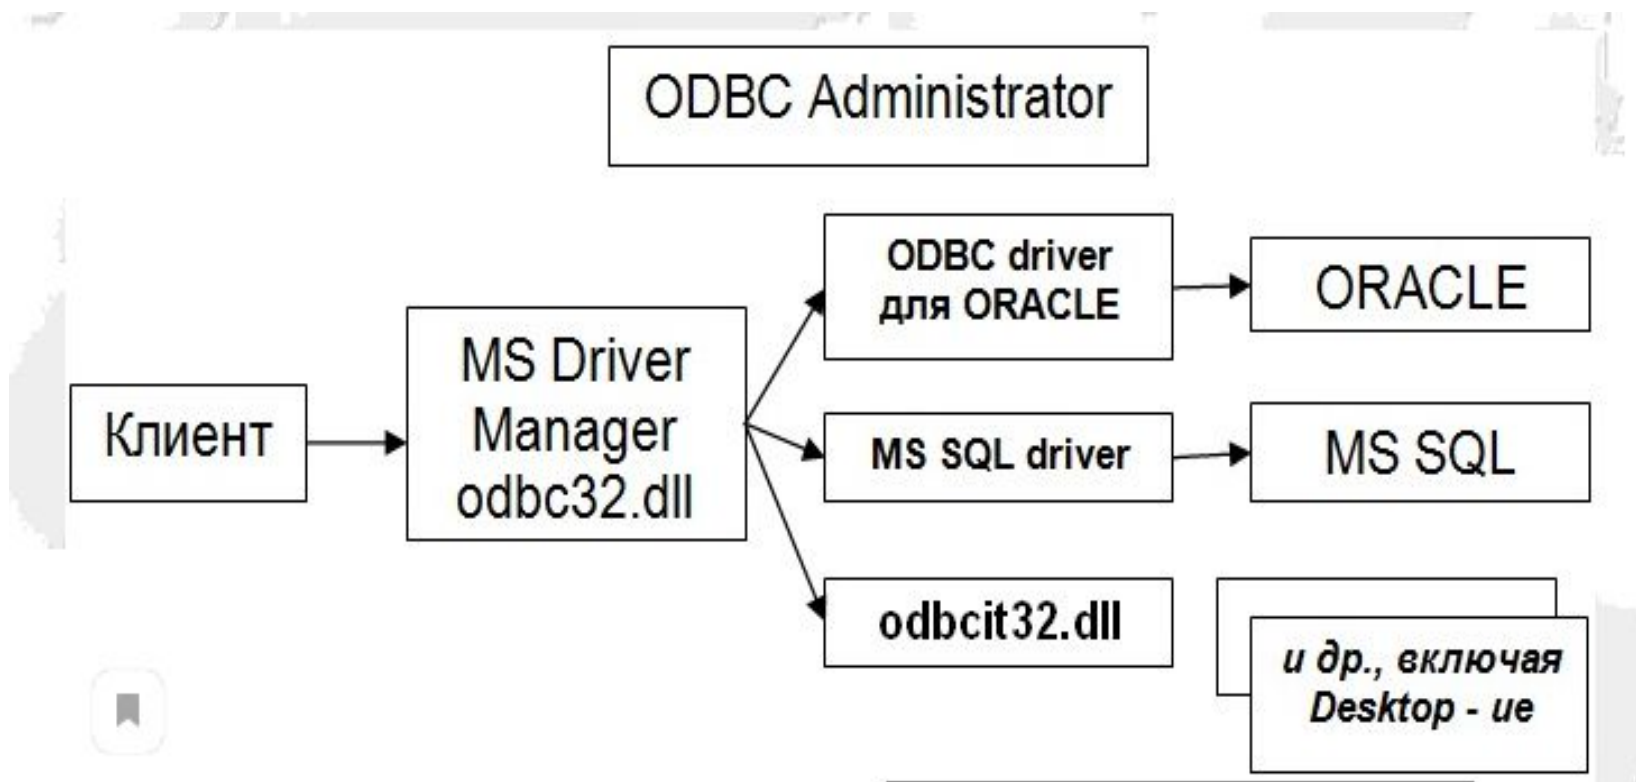 ODBC Administrator
ODBC driver
для ORACLE
ORACLE
MS Driver
Manager
odbc32.dll
Клиент
MS SQL driver
MS SQL
odbcit32.dll
и др., включая
Desktop - ие